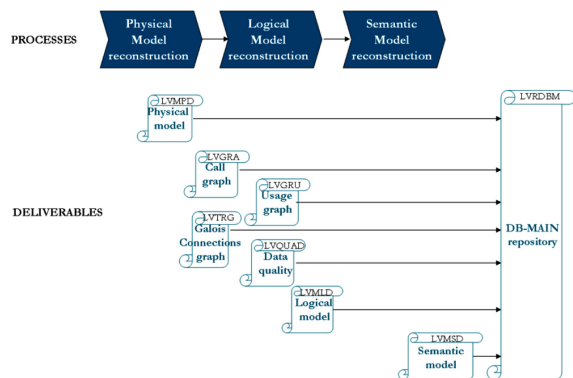 PROCESSES
Physical
Model
reconstruction
Logical
Model
reconstruction
Semantic
Model
reconstruction
DELIVERABLES
LVMPD
Physical
model
LVRDBM
DB-MAIN
repository
LVGRA
Call
graph
LVGRU
Usage
graph
LVTRG
Galois
Connections
graph
LVQUAD
Data
quality
LVMLD
Logical
model
LVMSD
Semantic
model